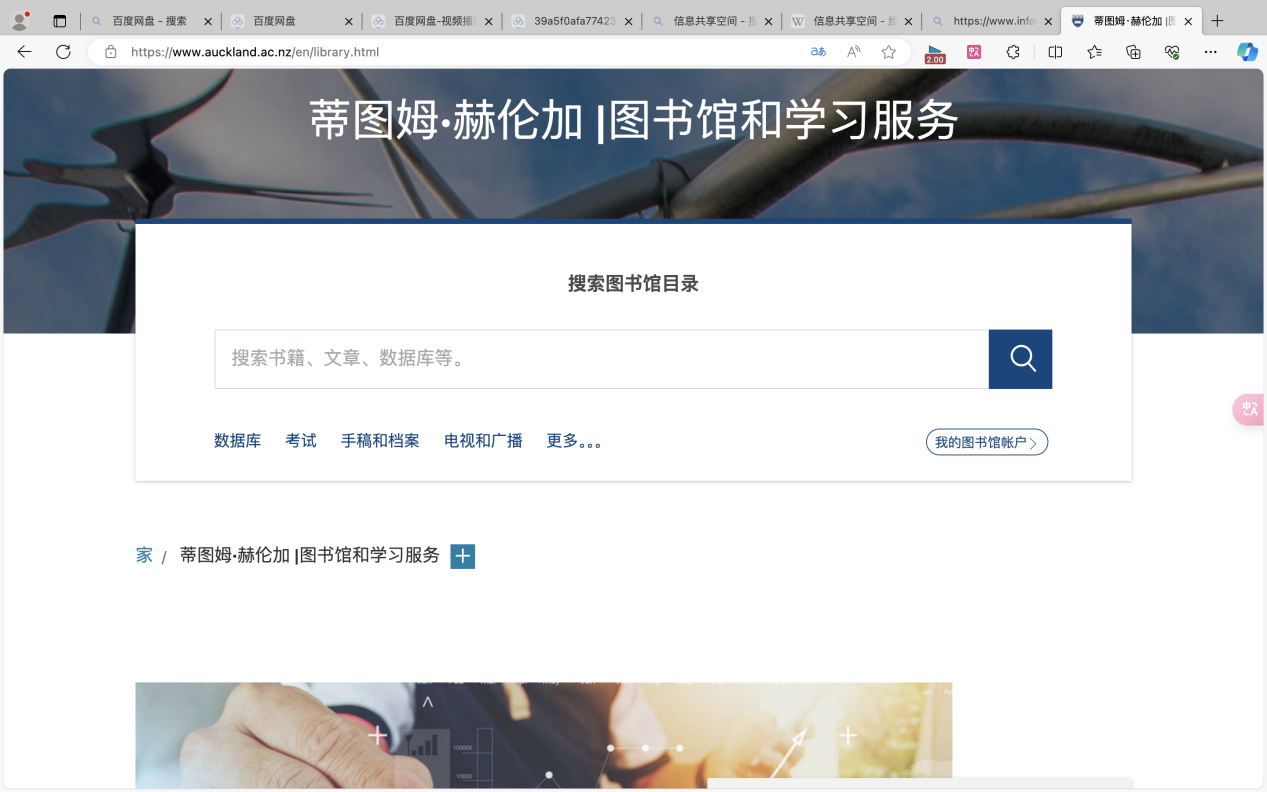 百度网盘 - 搜索
百度网盘
百度网盘-视频播
39a5f0afa77423
信息共享空间 - 搜
信息共享空间 - 维
https://www.info
蒂图姆·赫伦加 |图
https://www.auckland.ac.nz/en/library.html
2.00
蒂图姆·赫伦加 |图书馆和学习服务
搜索图书馆目录
搜索书籍、文章、数据库等。
数据库 考试 手稿和档案 电视和广播 更多。。。
我的图书馆帐户
家 / 蒂图姆·赫伦加 |图书馆和学习服务
100000
10000